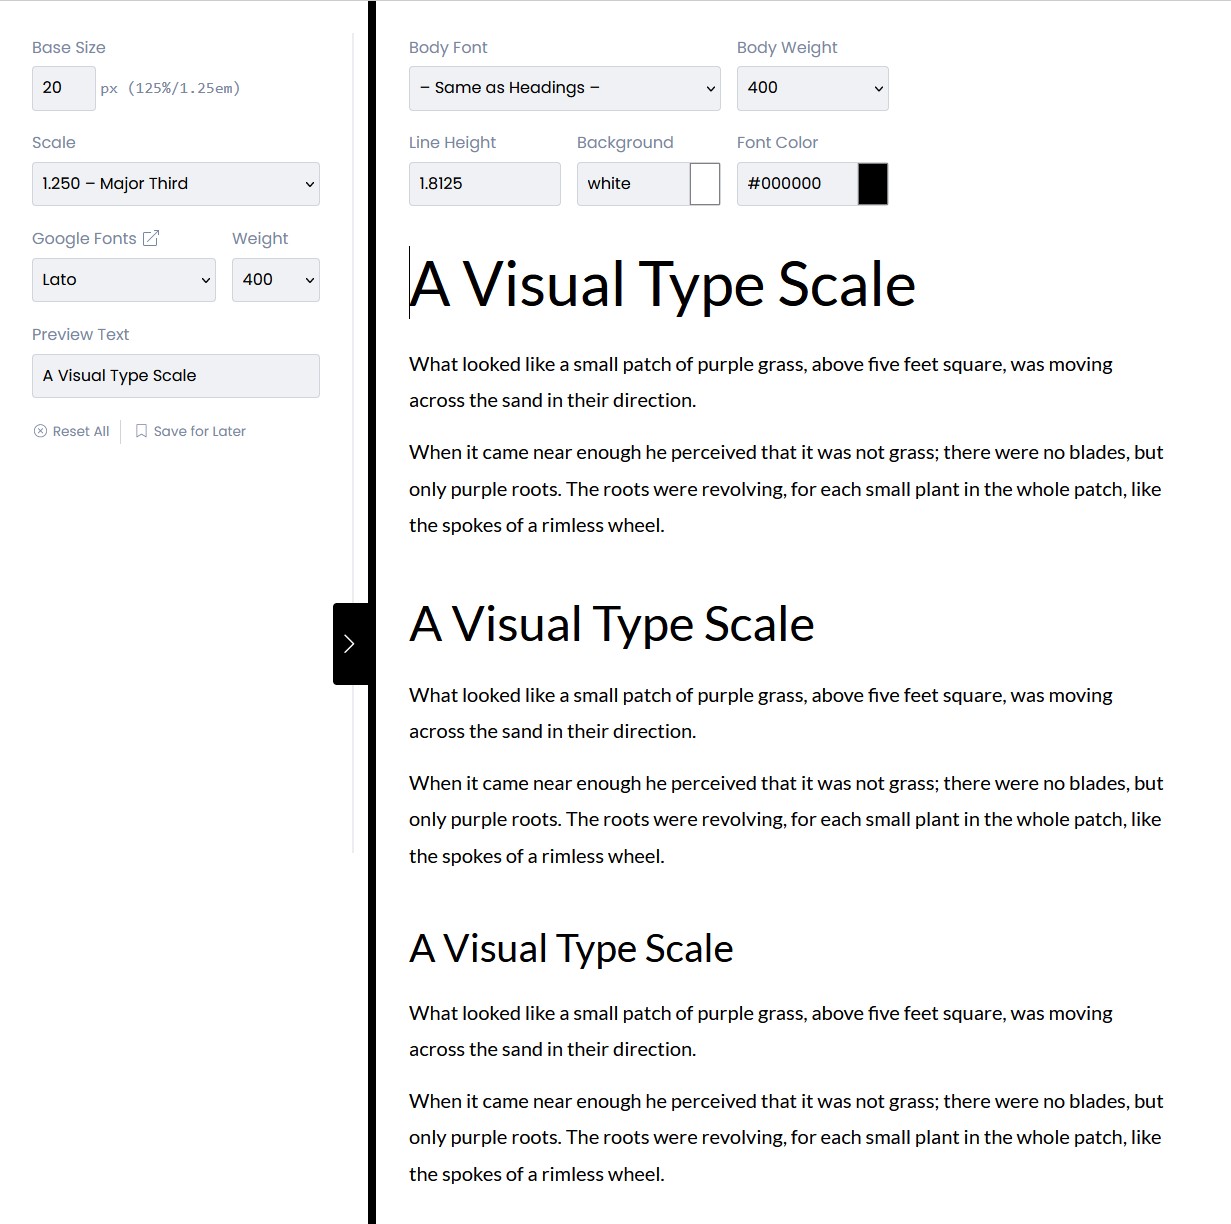 Base Size
20 px (125%/1.25em)
Scale
1.250 – Major Third
Google Fonts Weight
Lato 400
Preview Text
A Visual Type Scale
Reset All Save for Later
Body Font Body Weight
– Same as Headings – 400
Line Height Background Font Color
1.8125 white #000000
A Visual Type Scale
What looked like a small patch of purple grass, above five feet square, was moving
across the sand in their direction.
When it came near enough he perceived that it was not grass; there were no blades, but
only purple roots. The roots were revolving, for each small plant in the whole patch, like
the spokes of a rimless wheel.
A Visual Type Scale
What looked like a small patch of purple grass, above five feet square, was moving
across the sand in their direction.
When it came near enough he perceived that it was not grass; there were no blades, but
only purple roots. The roots were revolving, for each small plant in the whole patch, like
the spokes of a rimless wheel.
A Visual Type Scale
What looked like a small patch of purple grass, above five feet square, was moving
across the sand in their direction.
When it came near enough he perceived that it was not grass; there were no blades, but
only purple roots. The roots were revolving, for each small plant in the whole patch, like
the spokes of a rimless wheel.